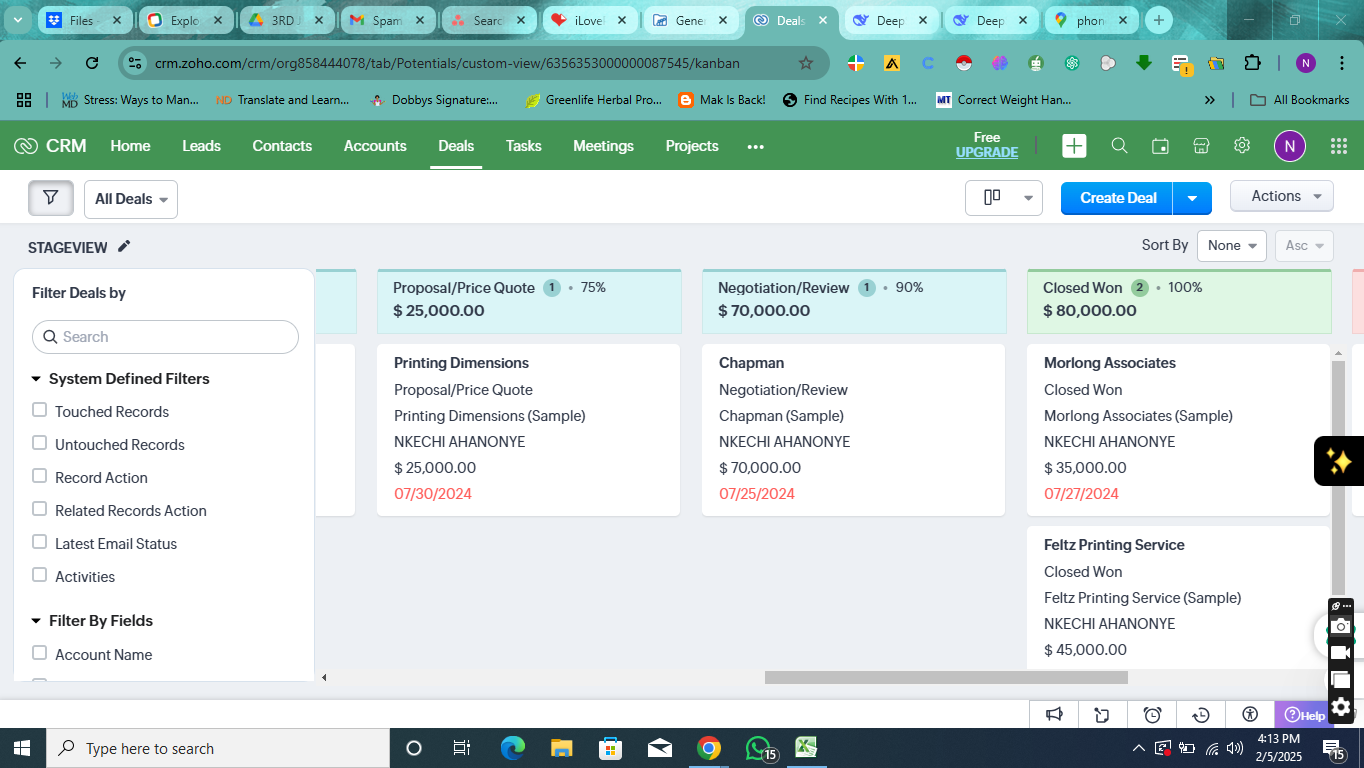 Files
Explo
3RD J
Spam
Searc
iLoveP
Gener
Deals
Deep
Deep
phon
crm.zoho.com/crm/org858444078/tab/Potentials/custom-view/6356353000000087545/kanban
N
MD Stress: Ways to Man...
ND Translate and Learn...
Dobbys Signature:...
Greenlife Herbal Pro...
Mak Is Back!
Find Recipes With 1...
MT Correct Weight Han...
»
All Bookmarks
CRM
Home
Leads
Contacts
Accounts
Deals
Tasks
Meetings
Projects
•••
Free
UPGRADE
N
All Deals
Create Deal
Actions
STAGEVIEW
Sort By
None
Asc
Filter Deals by
Search
System Defined Filters
Touched Records
Untouched Records
Record Action
Related Records Action
Latest Email Status
Activities
Filter By Fields
Account Name
Proposal/Price Quote 1 • 75%
$ 25,000.00
Printing Dimensions
Proposal/Price Quote
Printing Dimensions (Sample)
NKECHI AHANONYE
$ 25,000.00
07/30/2024
Negotiation/Review 1 • 90%
$ 70,000.00
Chapman
Negotiation/Review
Chapman (Sample)
NKECHI AHANONYE
$ 70,000.00
07/25/2024
Closed Won 2 • 100%
$ 80,000.00
Morlong Associates
Closed Won
Morlong Associates (Sample)
NKECHI AHANONYE
$ 35,000.00
07/27/2024
Feltz Printing Service
Closed Won
Feltz Printing Service (Sample)
NKECHI AHANONYE
$ 45,000.00
Help
Type here to search
15
4:13 PM
2/5/2025
15